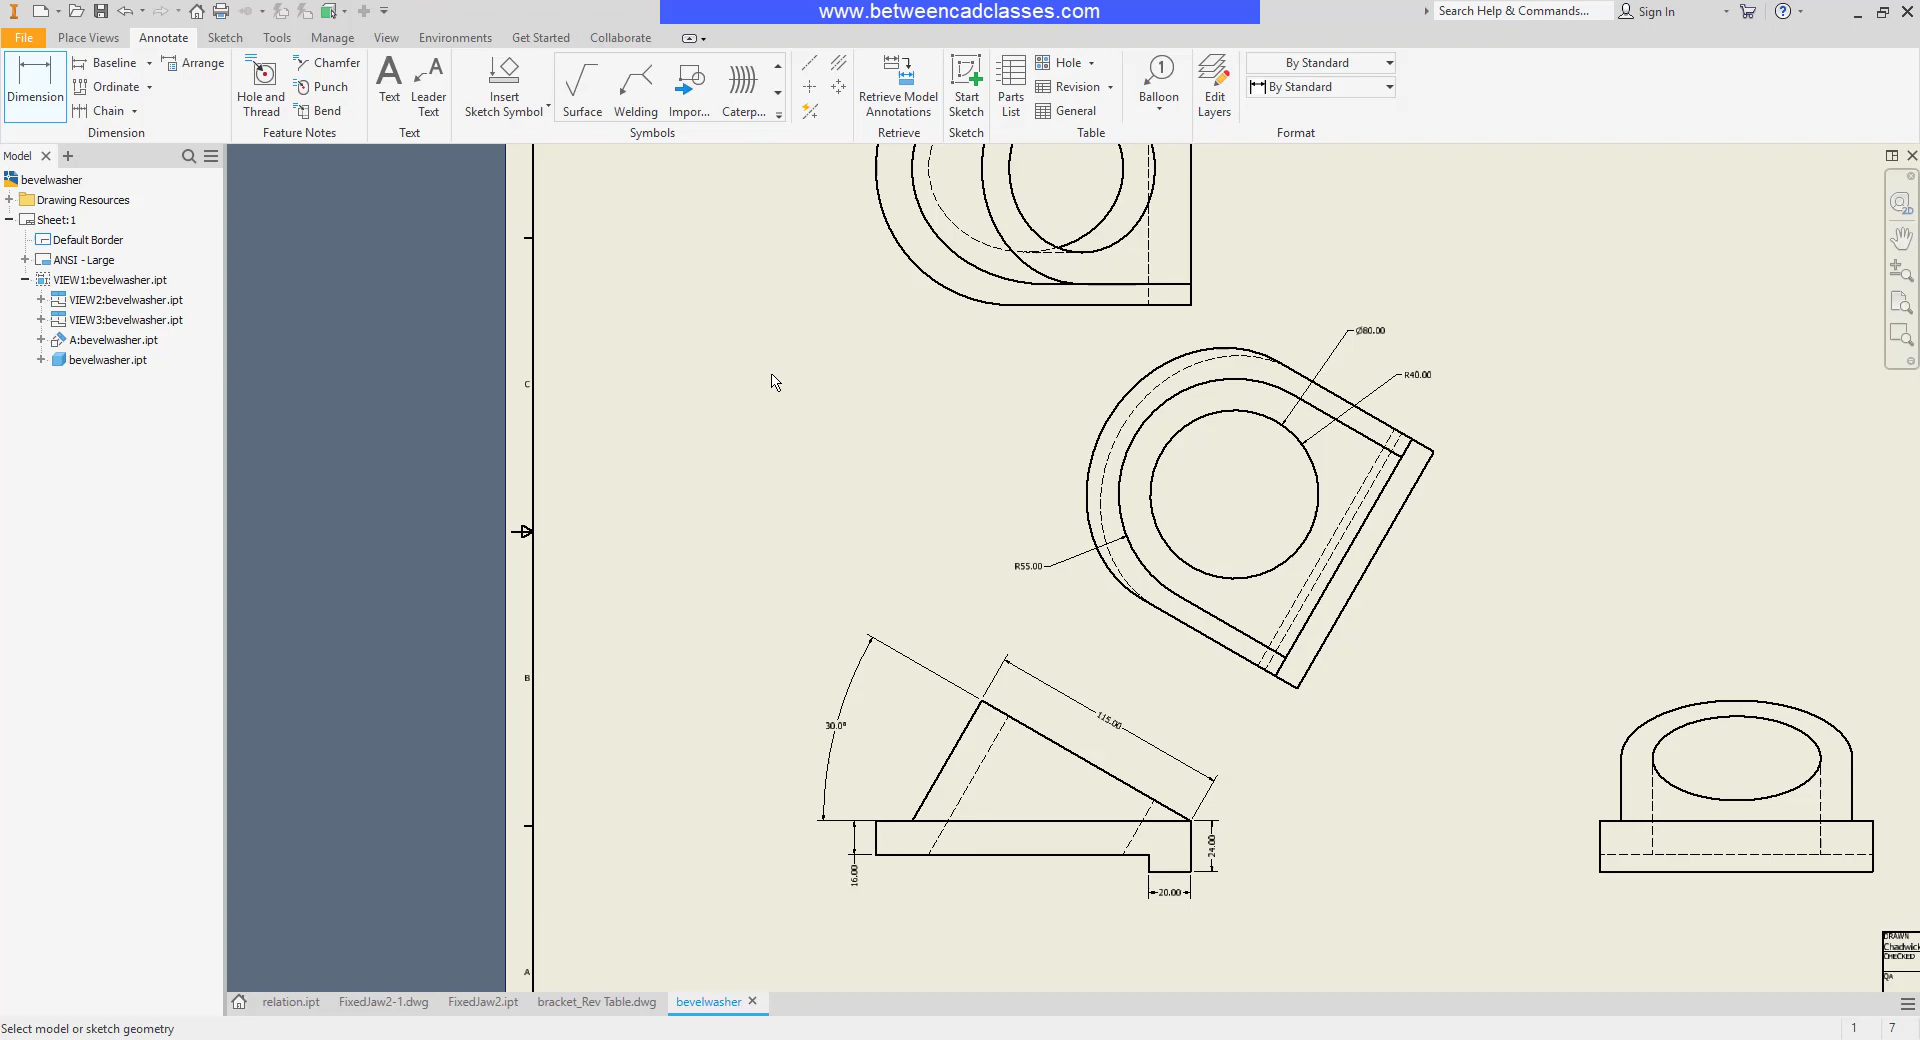 www.betweencadclasses.com
Search Help & Commands...
Sign In
File
Place Views
Annotate
Sketch
Tools
Manage
View
Environments
Get Started
Collaborate
Dimension
Baseline
Ordinate
Chain
Arrange
Dimension
Hole and
Thread
Chamfer
Punch
Bend
Feature Notes
Text
Leader
Text
Text
Insert
Sketch Symbol
Surface
Welding
Impor...
Caterp...
Symbols
Retrieve Model
Annotations
Retrieve
Start
Sketch
Sketch
Parts
List
Hole
Revision
General
Table
1
Balloon
Edit
Layers
By Standard
By Standard
Format
Model
bevelwasher
Drawing Resources
Sheet:1
Default Border
ANSI - Large
VIEW1:bevelwasher.ipt
VIEW2:bevelwasher.ipt
VIEW3:bevelwasher.ipt
A:bevelwasher.ipt
bevelwasher.ipt
2D
C
B
A
Ø80.00
R40.00
R55.00
30.0°
115.00
16.00
24.00
20.00
DRAWN
Chadwick
CHECKED
QA
relation.ipt
FixedJaw2-1.dwg
FixedJaw2.ipt
bracket_Rev Table.dwg
bevelwasher
Select model or sketch geometry
1
7